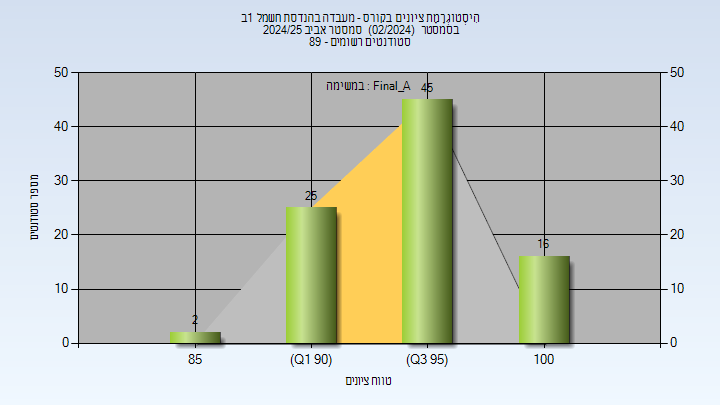 הִיסְטוֹגְרַמַת ציונים בקורס - מעבדה בהנדסת חשמל 1ב
בסמסטר (02/2024) סמסטר אביב 2024/25
סטודנטים רשומים - 89
במשימה : Final_A
50
40
30
20
10
0
50
40
30
20
10
0
2
25
45
16
85
(Q1 90)
(Q3 95)
100
מספר סטודנטים
טווח ציונים